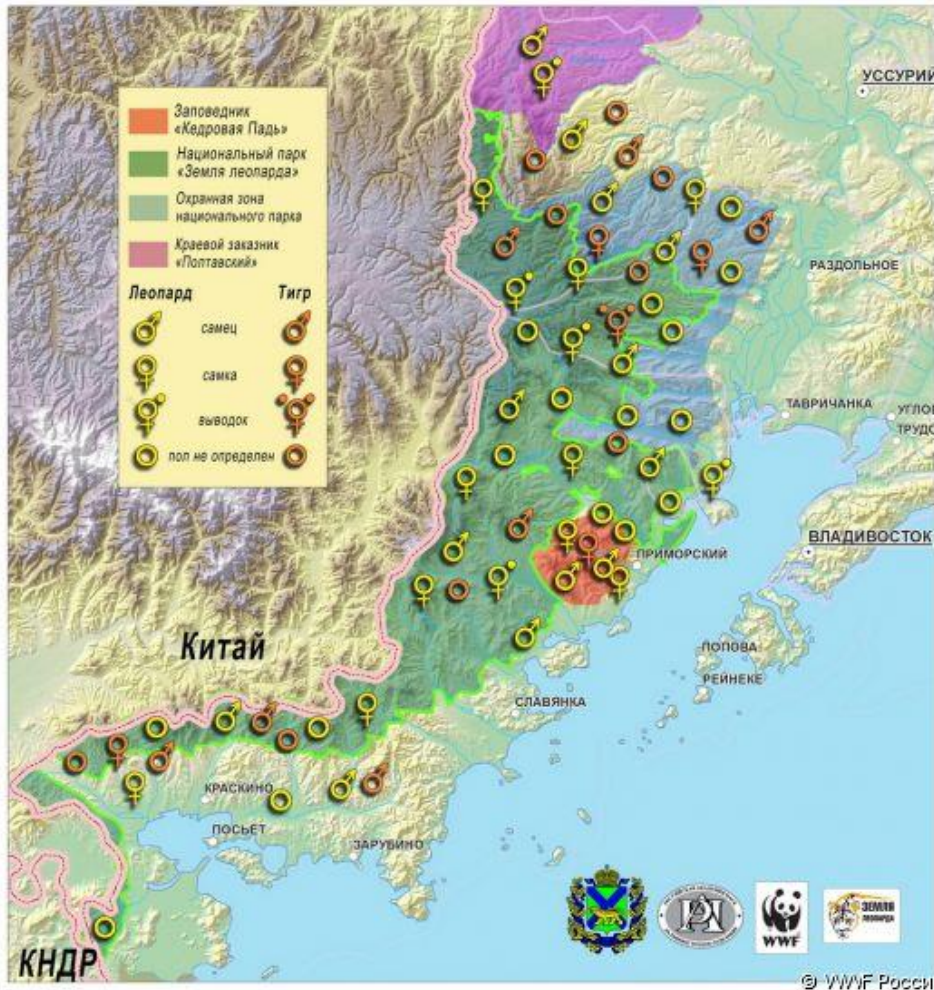 УССУРИЙ
Заповедник
«Кедровая Падь»
Национальный парк
«Земля леопарда»
Охранная зона
национального парка
Краевой заказник
«Полтавский»
Леопард Тигр
самец
самка
выводок
пол не определен
РАЗДОЛЬНОЕ
ТАВРИЧАНКА
УГЛОВ
ТРУДО
ВЛАДИВОСТОК
ПРИМОРСКИЙ
Китай
ПОПОВА
РЕЙНЕКЕ
СЛАВЯНКА
КРАСКИНО
ПОСЬЕТ
ЗАРУБИНО
WWF
ЗЕМЛЯ
ЛЕОПАРДА
КНДР
© WWF Росси